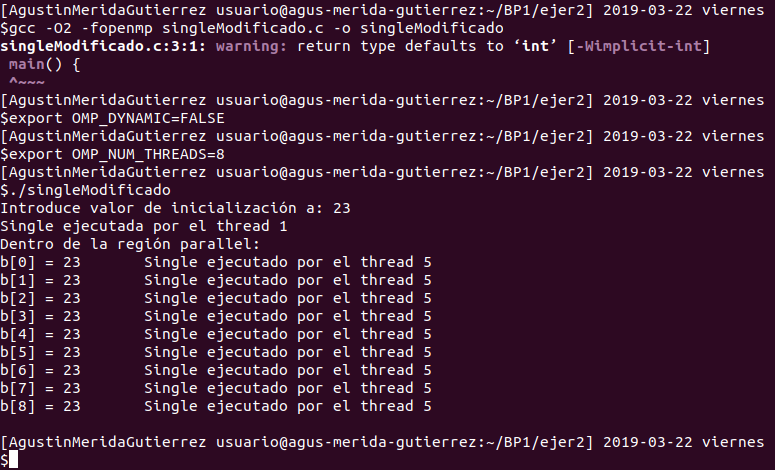 [AgustinMeridaGutierrez usuario@agus-merida-gutierrez:~/BP1/ejer2] 2019-03-22 viernes
$gcc -O2 -fopenmp singleModificado.c -o singleModificado
singleModificado.c:3:1: warning: return type defaults to ‘int’ [-Wimplicit-int]
 main() {
 ^~~~
[AgustinMeridaGutierrez usuario@agus-merida-gutierrez:~/BP1/ejer2] 2019-03-22 viernes
$export OMP_DYNAMIC=FALSE
[AgustinMeridaGutierrez usuario@agus-merida-gutierrez:~/BP1/ejer2] 2019-03-22 viernes
$export OMP_NUM_THREADS=8
[AgustinMeridaGutierrez usuario@agus-merida-gutierrez:~/BP1/ejer2] 2019-03-22 viernes
$./singleModificado
Introduce valor de inicialización a: 23
Single ejecutada por el thread 1
Dentro de la región parallel:
b[0] = 23       Single ejecutado por el thread 5
b[1] = 23       Single ejecutado por el thread 5
b[2] = 23       Single ejecutado por el thread 5
b[3] = 23       Single ejecutado por el thread 5
b[4] = 23       Single ejecutado por el thread 5
b[5] = 23       Single ejecutado por el thread 5
b[6] = 23       Single ejecutado por el thread 5
b[7] = 23       Single ejecutado por el thread 5
b[8] = 23       Single ejecutado por el thread 5
[AgustinMeridaGutierrez usuario@agus-merida-gutierrez:~/BP1/ejer2] 2019-03-22 viernes
$